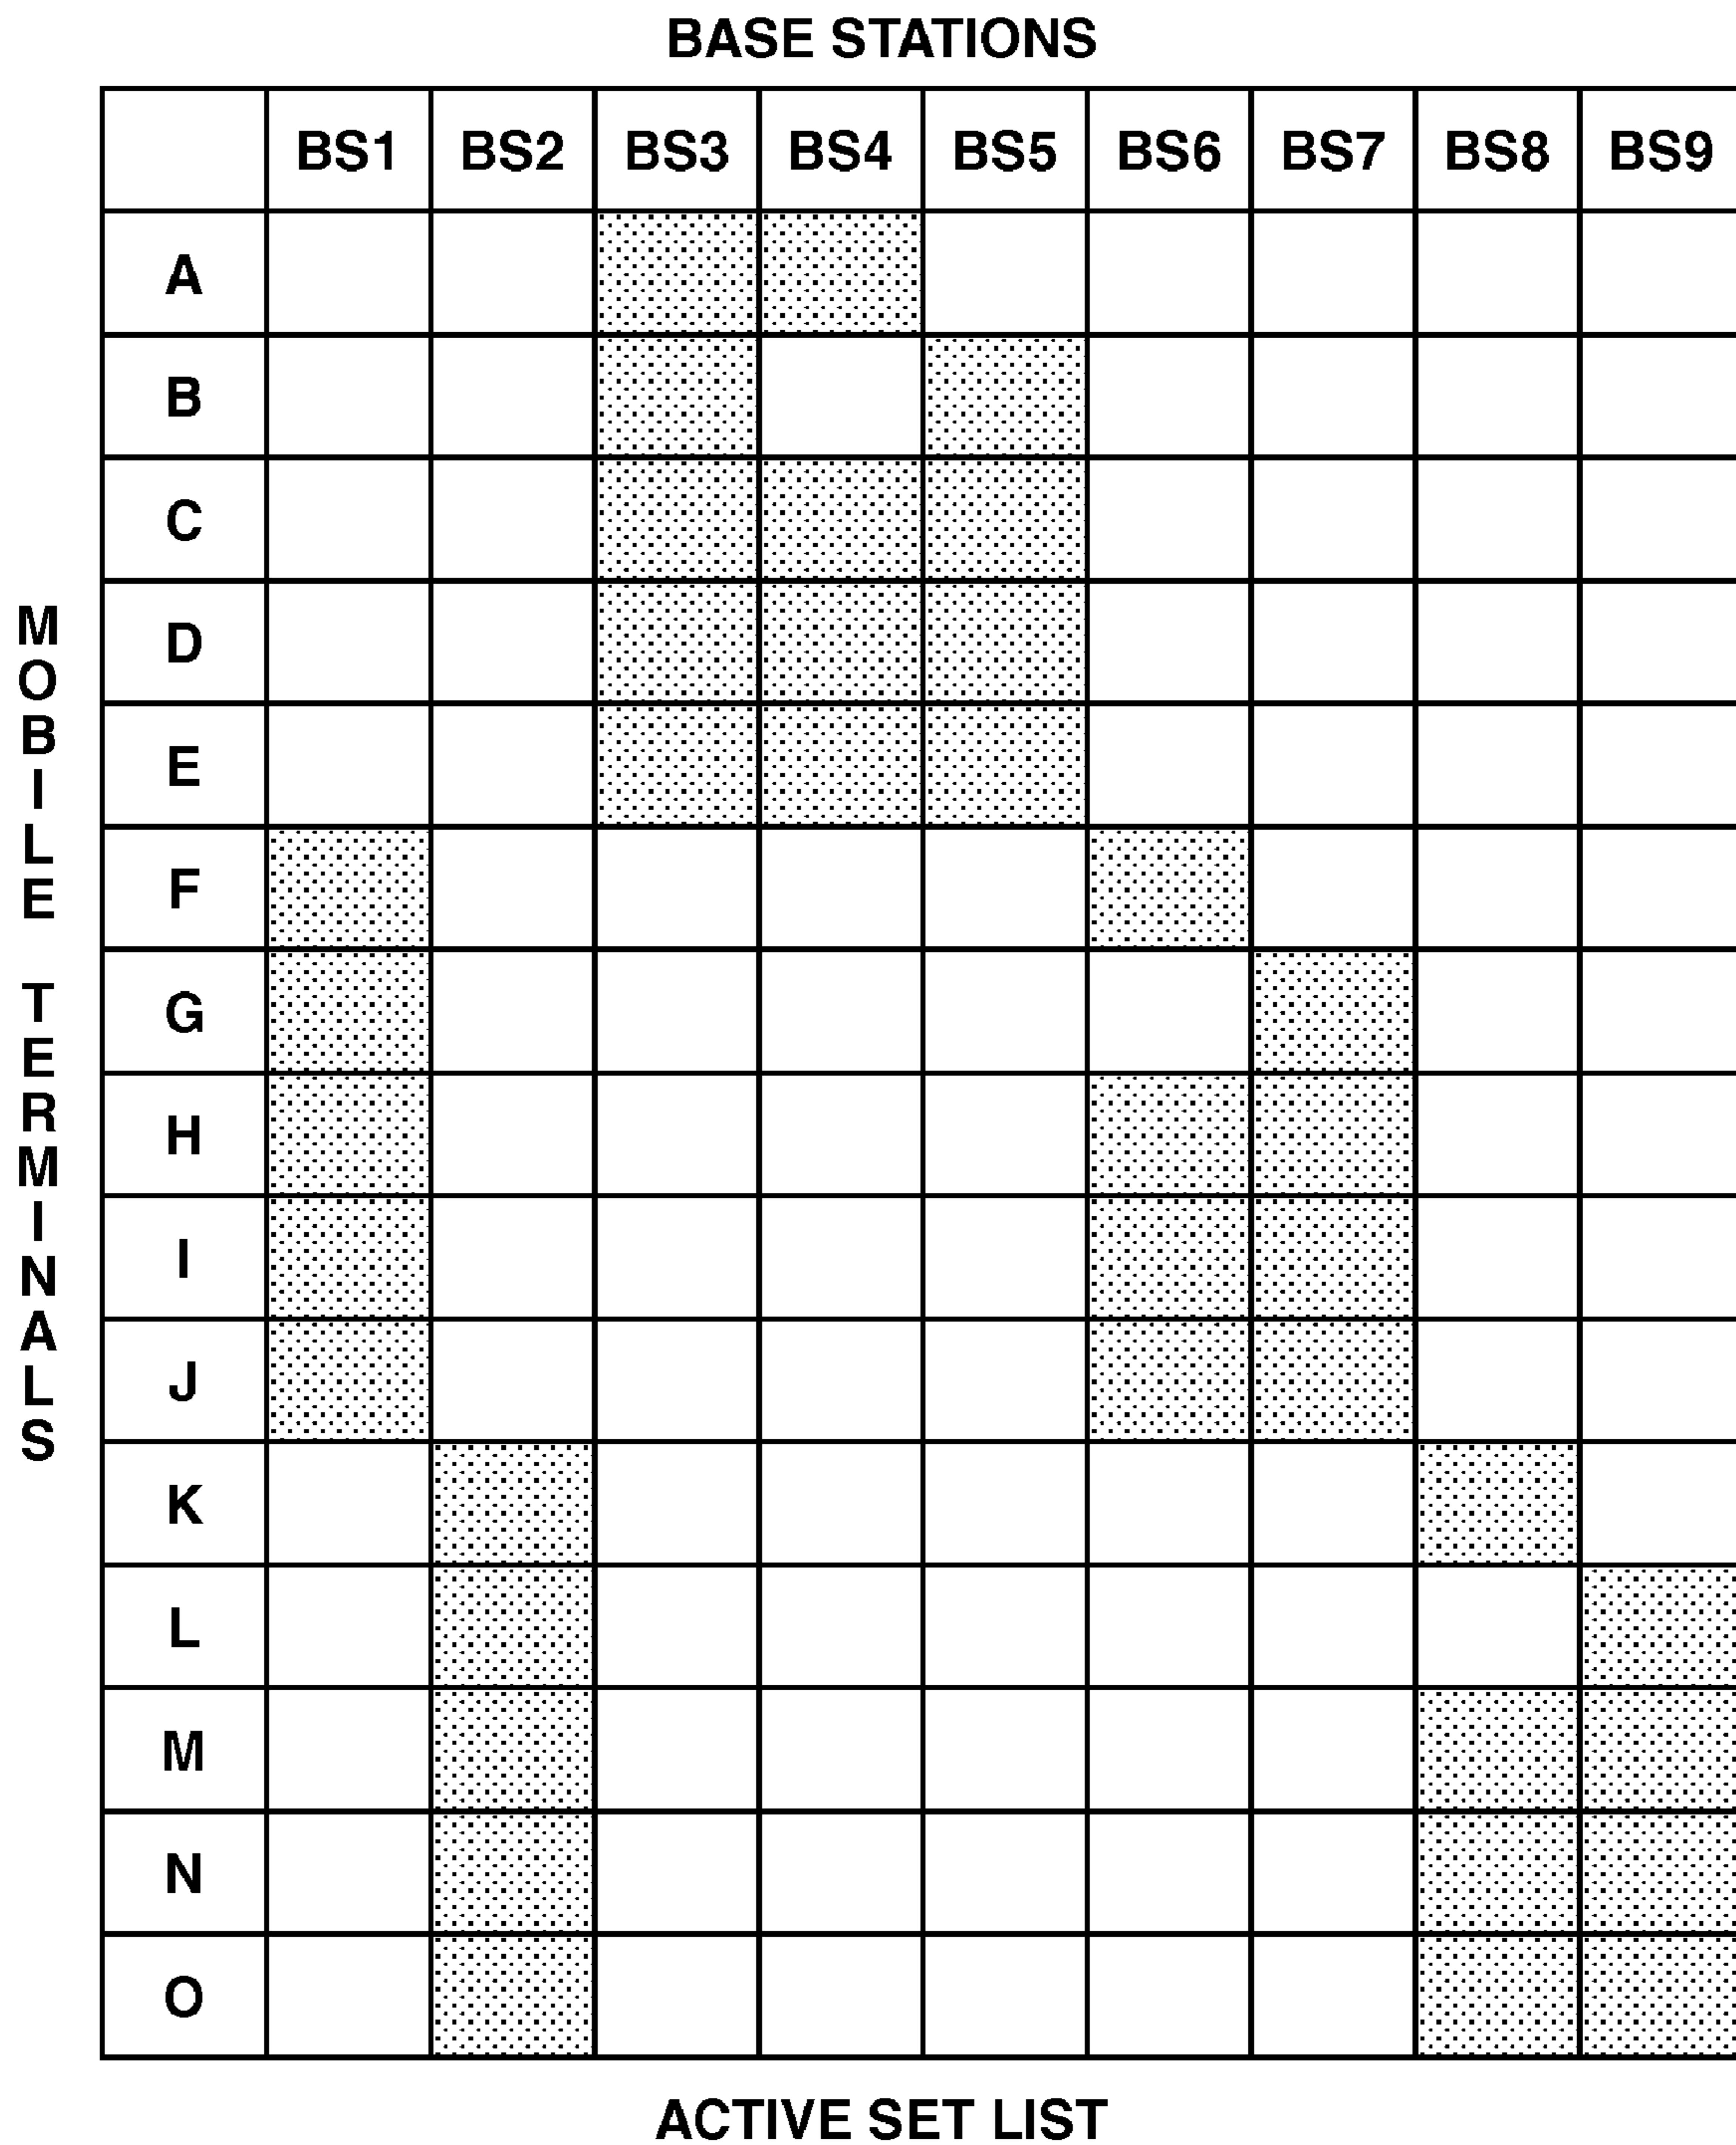 BASE STATIONS
BS1 BS2 BS3 BS4 BS5 BS6 BS7 BS8 BS9
A
B
C
D
E
F
G
H
I
J
K
L
M
N
O
MOBILE TERMINALS
ACTIVE SET LIST